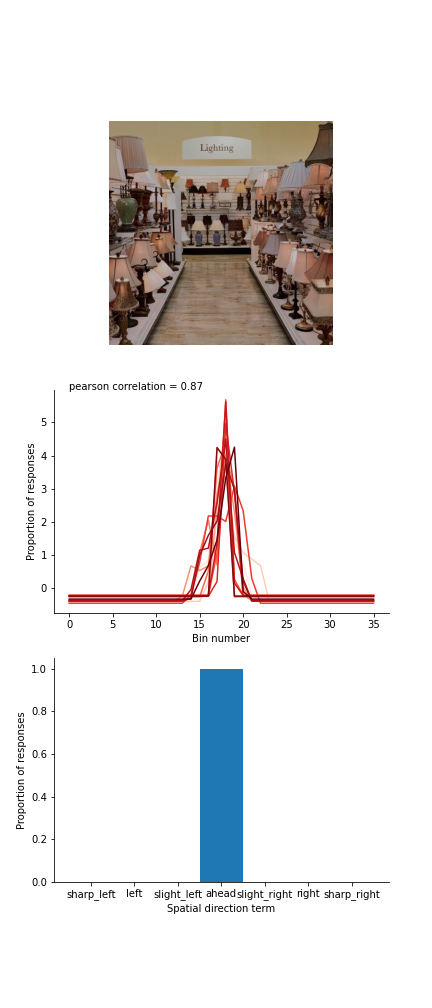 Lighting
pearson correlation = 0.87
Proportion of responses
5
4
3
2
1
0
0 5 10 15 20 25 30 35
Bin number
Proportion of responses
1.0
0.8
0.6
0.4
0.2
0.0
sharp_left left slight_left ahead slight_right right sharp_right
Spatial direction term